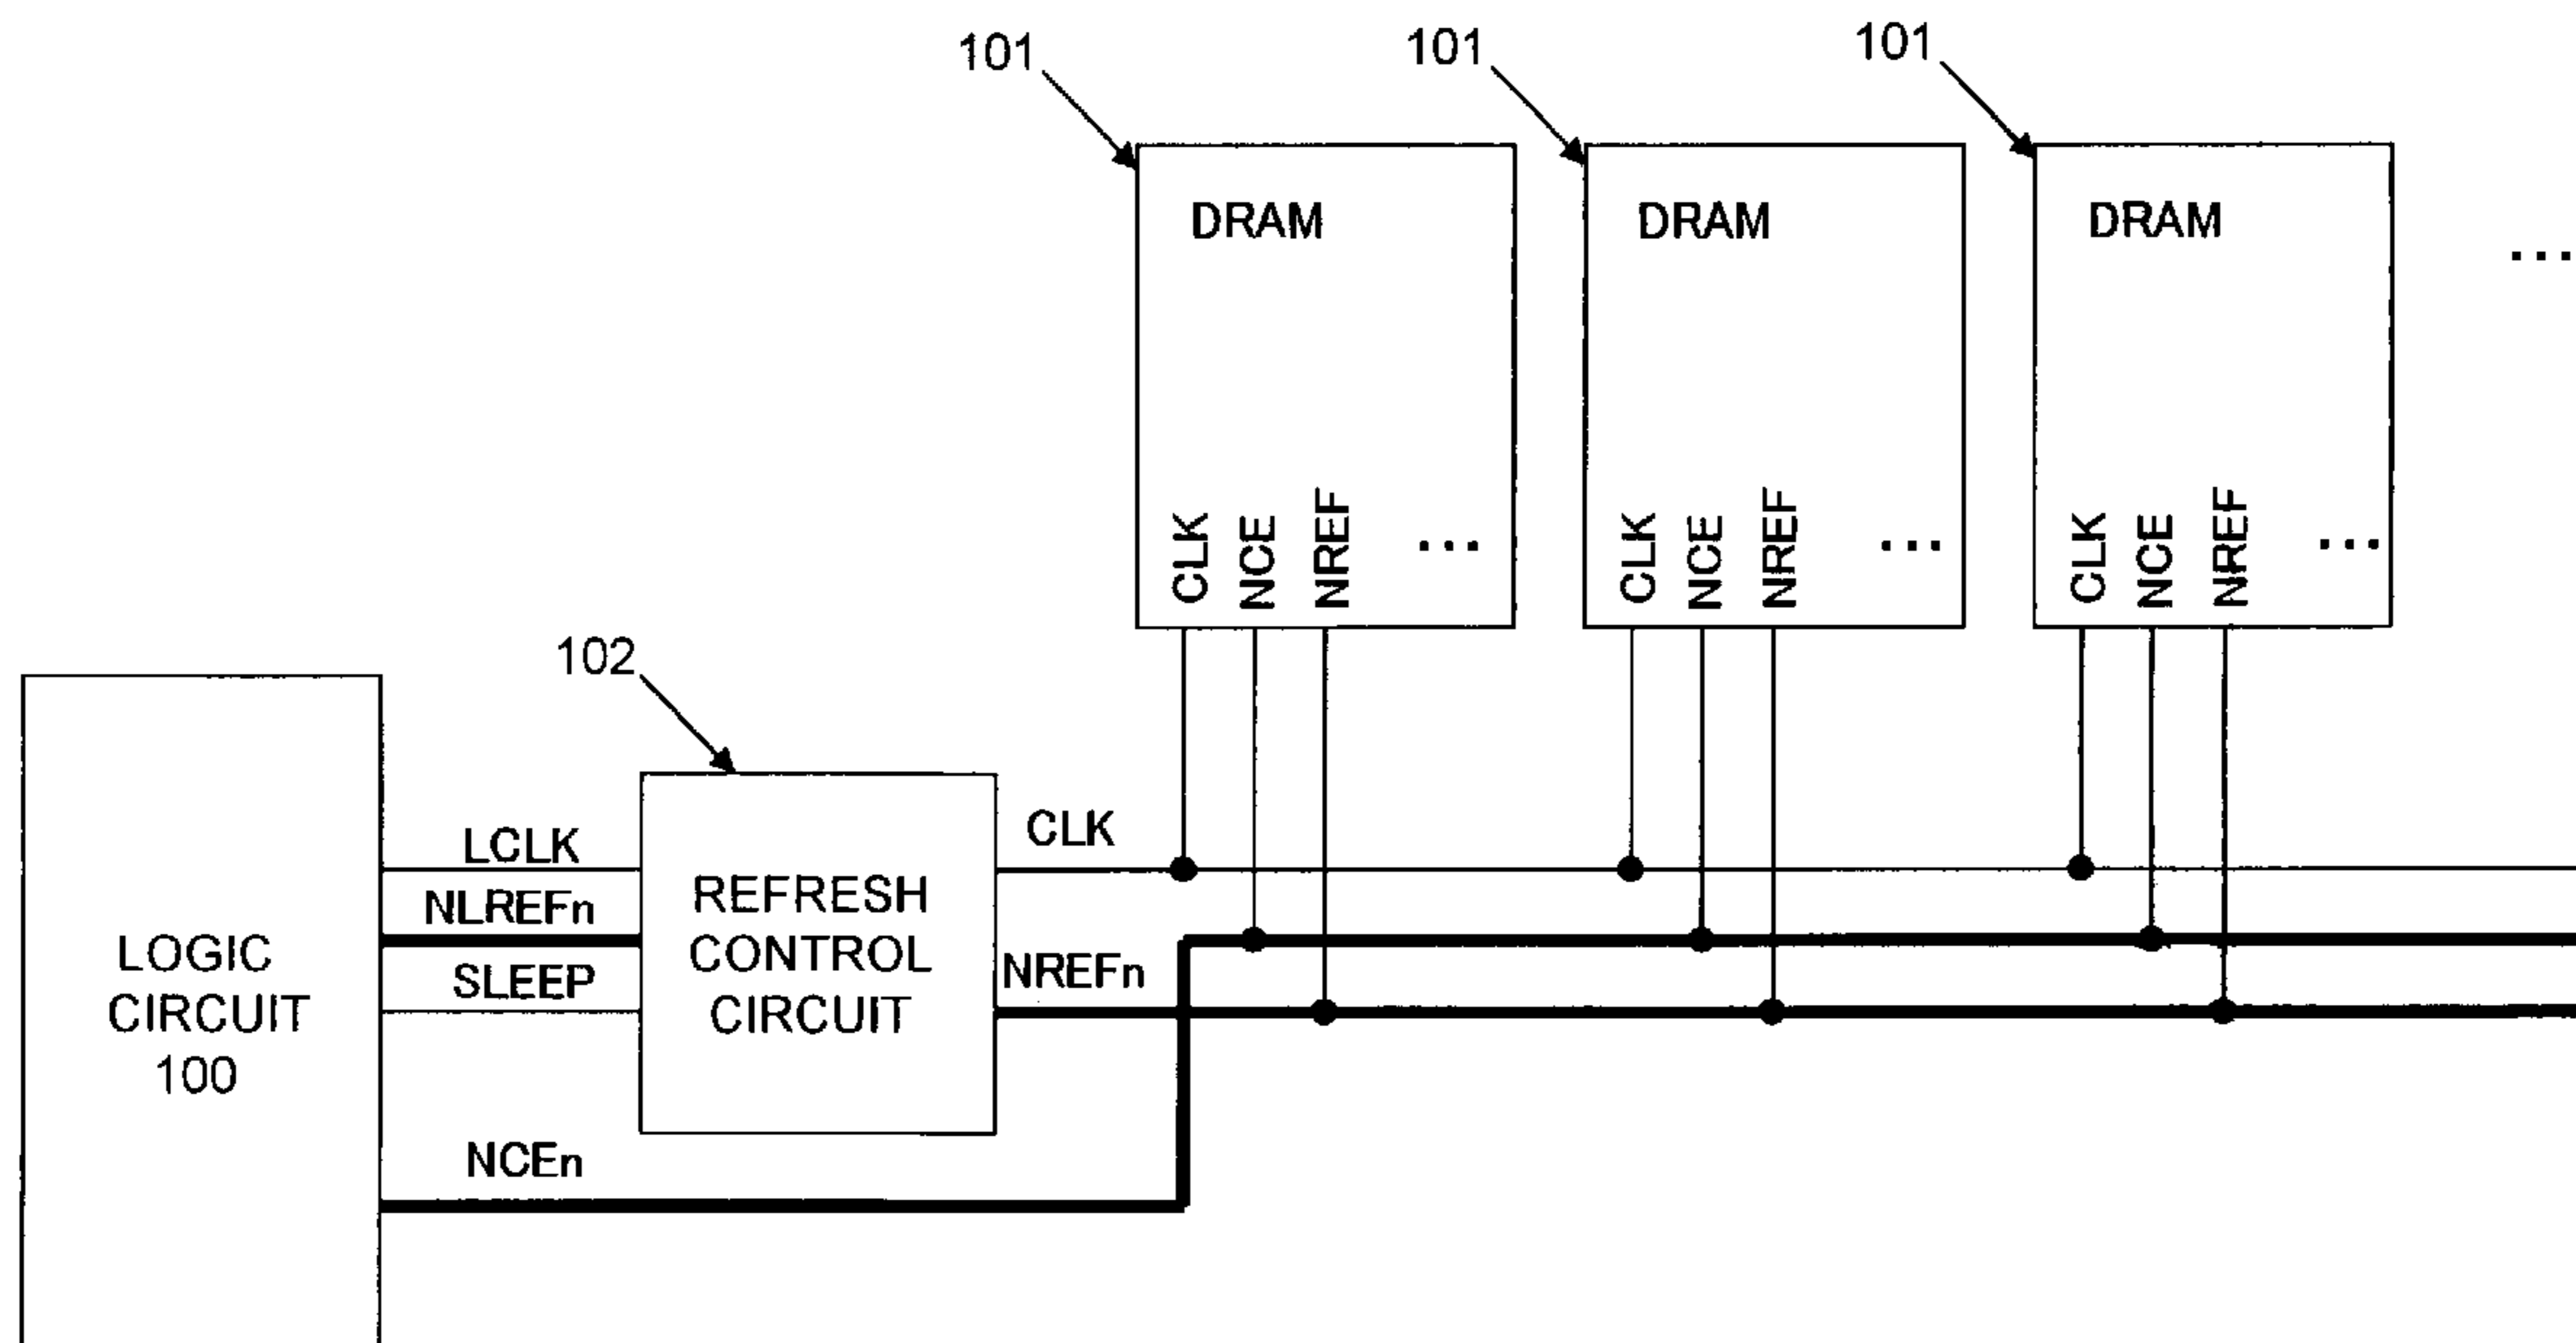 101
101
101
DRAM
DRAM
DRAM
...
CLK
NCE
NREF
...
CLK
NCE
NREF
...
CLK
NCE
NREF
...
102
LCLK
NLREFn
SLEEP
NCEn
LOGIC
CIRCUIT
100
REFRESH
CONTROL
CIRCUIT
CLK
NREFn